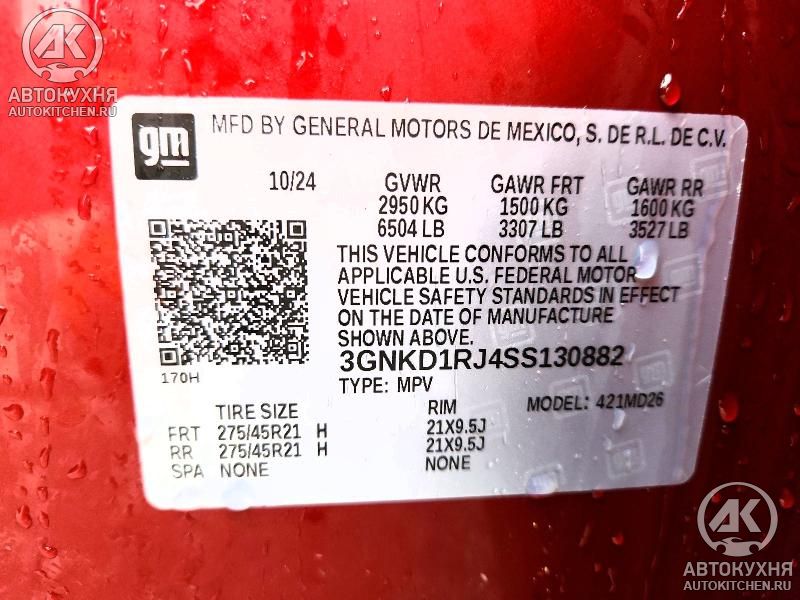 АВТОКУХНЯ
AUTOKITCHEN.RU
gm
MFD BY GENERAL MOTORS DE MEXICO, S. DE R.L. DE C.V.
10/24 GVWR GAWR FRT GAWR RR
2950 KG 1500 KG 1600 KG
6504 LB 3307 LB 3527 LB
THIS VEHICLE CONFORMS TO ALL
APPLICABLE U.S. FEDERAL MOTOR
VEHICLE SAFETY STANDARDS IN EFFECT
ON THE DATE OF MANUFACTURE
SHOWN ABOVE.
3GNKD1RJ4SS130882
170H
TYPE: MPV
MODEL: 421MD26
TIRE SIZE RIM
FRT 275/45R21 H 21X9.5J
RR 275/45R21 H 21X9.5J
SPA NONE NONE
АК
АВТОКУХНЯ
AUTOKITCHEN.RU